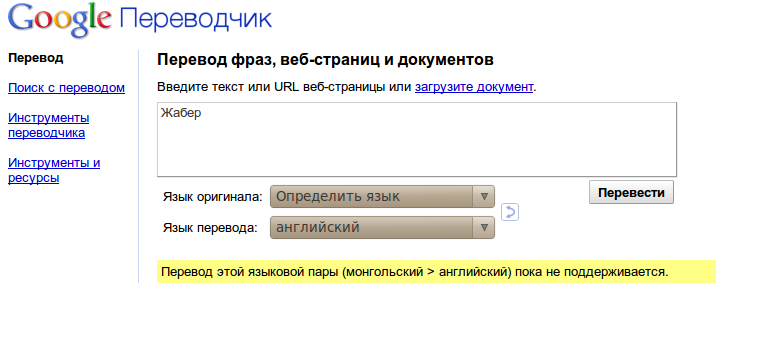 Google Переводчик
Перевод
Поиск с переводом
Инструменты
переводчика
Инструменты и
ресурсы
Перевод фраз, веб-страниц и документов
Введите текст или URL веб-страницы или загрузите документ.
Жабер
Язык оригинала: Определить язык
Перевести
Язык перевода: английский
Перевод этой языковой пары (монгольский > английский) пока не поддерживается.